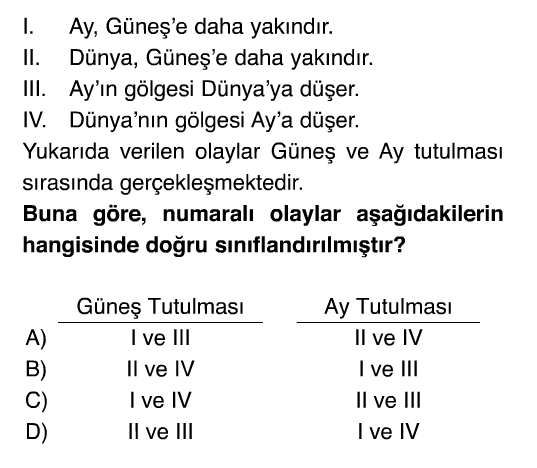 I. Ay, Güneş’e daha yakındır.
II. Dünya, Güneş’e daha yakındır.
III. Ay’ın gölgesi Dünya’ya düşer.
IV. Dünya’nın gölgesi Ay’a düşer.
Yukarıda verilen olaylar Güneş ve Ay tutulması
sırasında gerçekleşmektedir.
Buna göre, numaralı olaylar aşağıdakilerin
hangisinde doğru sınıflandırılmıştır?
Güneş Tutulması Ay Tutulması
A) I ve III II ve IV
B) II ve IV I ve III
C) I ve IV II ve III
D) II ve III I ve IV